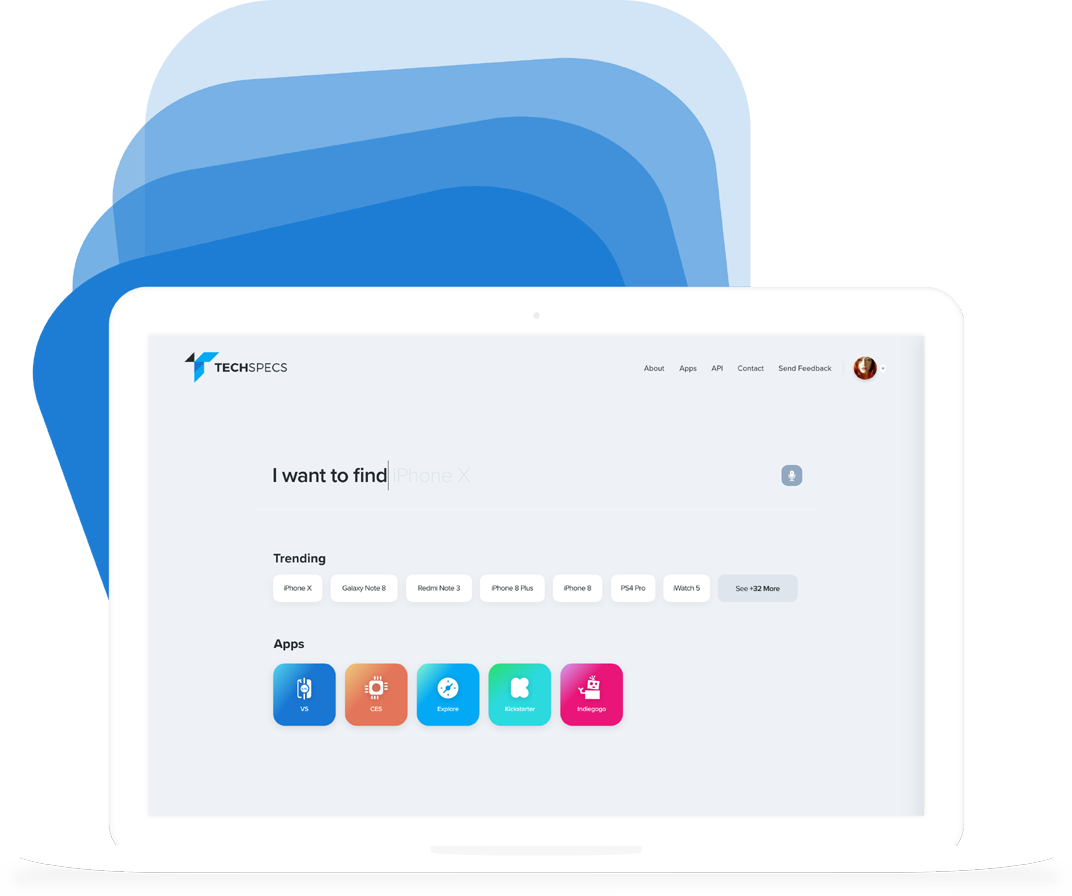 TECHSPECS
About Apps API Contact Send Feedback
I want to find iPhone X
Trending
iPhone X Galaxy Note 8 Redmi Note 3 iPhone 8 Plus iPhone 8 PS4 Pro iWatch 5 See +32 More
Apps
VS CES Explore Kickstarter Indiegogo